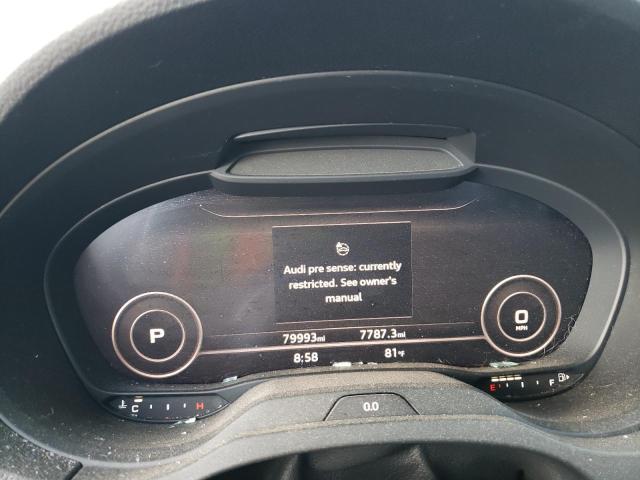 Audi pre sense: currently
restricted. See owner's
manual
P
0
MPH
79993mi 7787.3mi
8:58 81°F
C H
E F
0.0